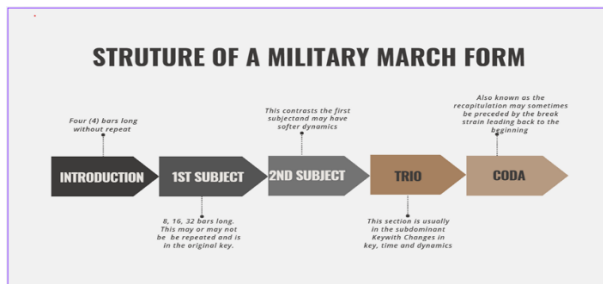 STRUTURE OF A MILITARY MARCH FORM
Four (4) bars long
without repeat
This contrasts the first
subjectand may have
softer dynamics
Also known as the
recapitulation may sometimes
be preceded by the break
strain leading back to the
beginning
INTRODUCTION
1ST SUBJECT
2ND SUBJECT
TRIO
CODA
8, 16, 32 bars long.
This may or may not
be be repeated and is
in the original key.
This section is usually
in the subdominant
Keywith Changes in
key, time and dynamics